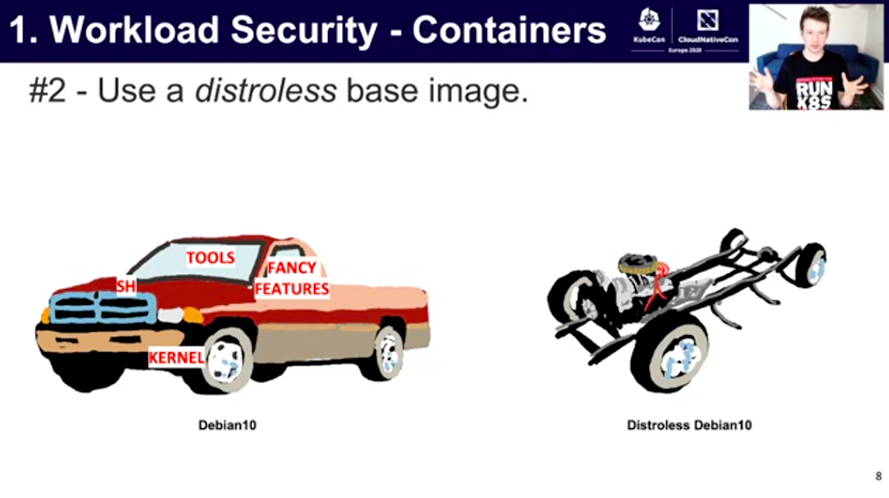 1. Workload Security - Containers
KubeCon
CloudNativeCon
Europe 2020
#2 - Use a distroless base image.
RUN
K8S
TOOLS
FANCY
FEATURES
SH
KERNEL
Debian10
Distroless Debian10
8